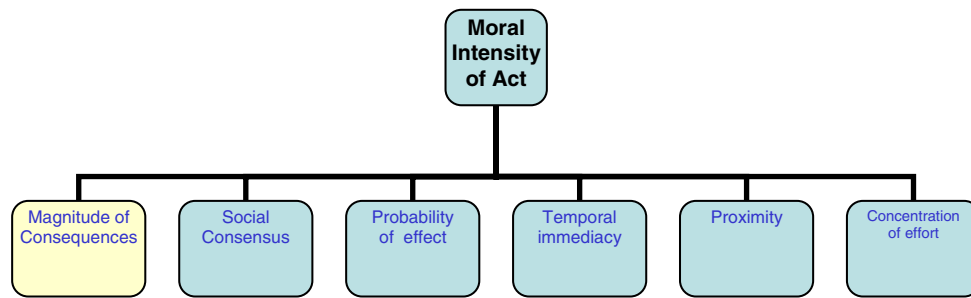 Moral
Intensity
of Act
Magnitude of
Consequences
Social
Consensus
Probability
of effect
Temporal
immediacy
Proximity
Concentration
of effort